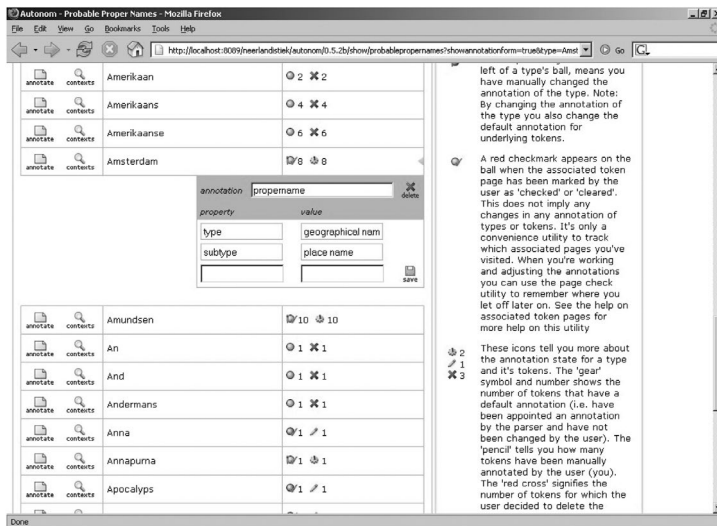 Autonom - Probable Proper Names - Mozilla Firefox
File Edit View Go Bookmarks Tools Help
http://localhost:8089/neerlandstiek/autonom/0.5.2b/show/probablepropernames?showannotationform=true&type=Amst Go G
annotate contexts Amerikaan 2 2
annotate contexts Amerikaans 4 4
annotate contexts Amerikaanse 6 6
annotate contexts Amsterdam 8 8
annotation propername delete
property value
type geographical nam
subtype place name
save
annotate contexts Amundsen 10 10
annotate contexts An 1 1
annotate contexts And 1 1
annotate contexts Andermans 1 1
annotate contexts Anna 1 1
annotate contexts Annapurna 1 1
annotate contexts Apocalyps 1 1
left of a type's ball, means you
have manually changed the
annotation of the type. Note:
By changing the annotation of
the type you also change the
default annotation for
underlying tokens.
A red checkmark appears on the
ball when the associated token
page has been marked by the
user as 'checked' or 'cleared'.
This does not imply any
changes in any annotation of
types or tokens. It's only a
convenience utility to track
which associated pages you've
visited. When you're working
and adjusting the annotations
you can use the page check
utility to remember where you
let off later on. See the help on
associated token pages for
more help on this utility
2
1
3
These icons tell you more about
the annotation state for a type
and it's tokens. The 'gear'
symbol and number shows the
number of tokens that have a
default annotation (i.e. have
been appointed an annotation
by the parser and have not
been changed by the user). The
'pencil' tells you how many
tokens have been manually
annotated by the user (you).
The 'red cross' signifies the
number of tokens for which the
user decided to delete the
Done